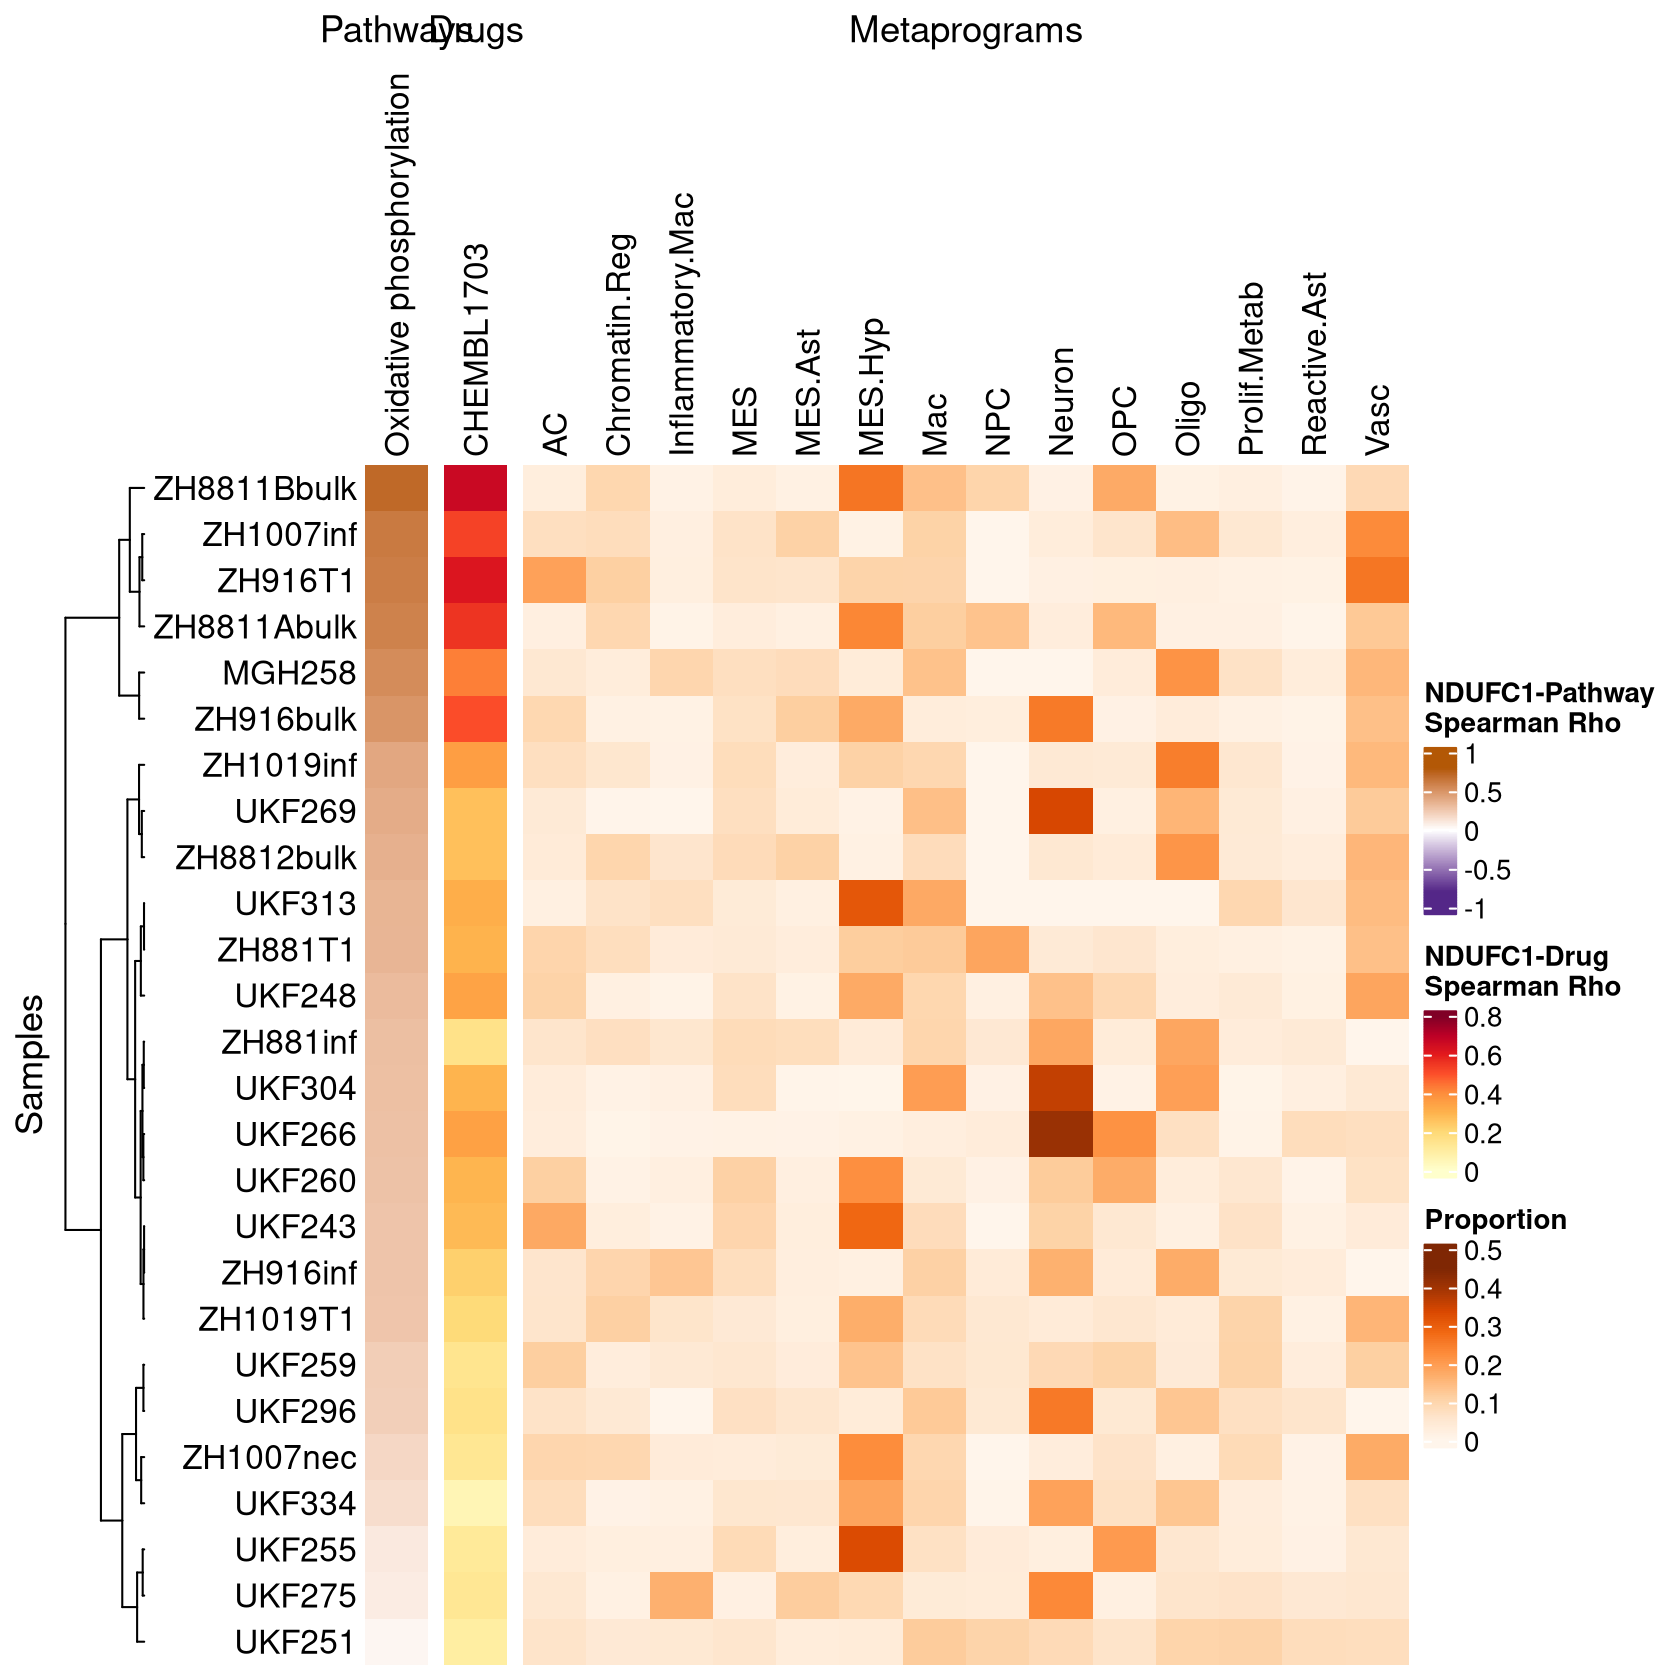 Pathways
Drugs
Metaprograms
Oxidative phosphorylation
CHEMBL1703
AC
Chromatin.Reg
Inflammatory.Mac
MES
MES.Ast
MES.Hyp
Mac
NPC
Neuron
OPC
Oligo
Prolif.Metab
Reactive.Ast
Vasc
Samples
ZH8811Bbulk
ZH1007inf
ZH916T1
ZH8811Abulk
MGH258
ZH916bulk
ZH1019inf
UKF269
ZH8812bulk
UKF313
ZH881T1
UKF248
ZH881inf
UKF304
UKF266
UKF260
UKF243
ZH916inf
ZH1019T1
UKF259
UKF296
ZH1007nec
UKF334
UKF255
UKF275
UKF251
NDUFC1-Pathway
Spearman Rho
1
0.5
0
-0.5
-1
NDUFC1-Drug
Spearman Rho
0.8
0.6
0.4
0.2
0
Proportion
0.5
0.4
0.3
0.2
0.1
0